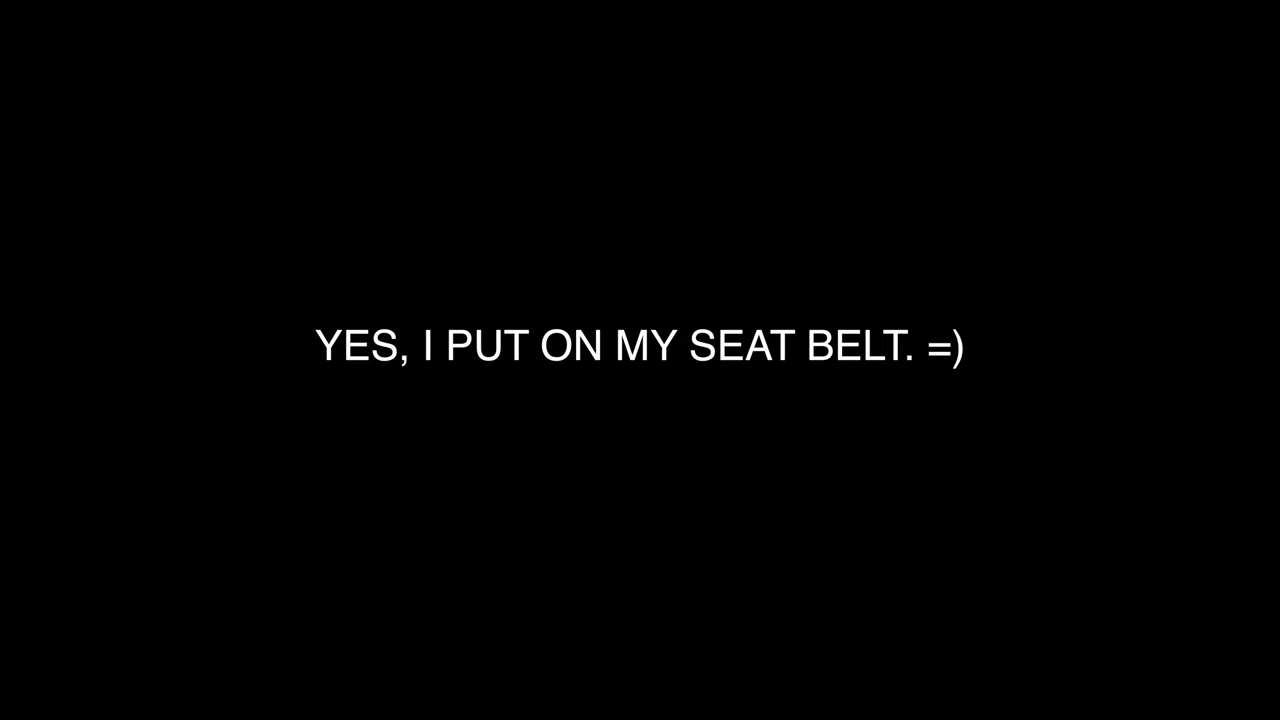 YES, I PUT ON MY SEAT BELT. =)